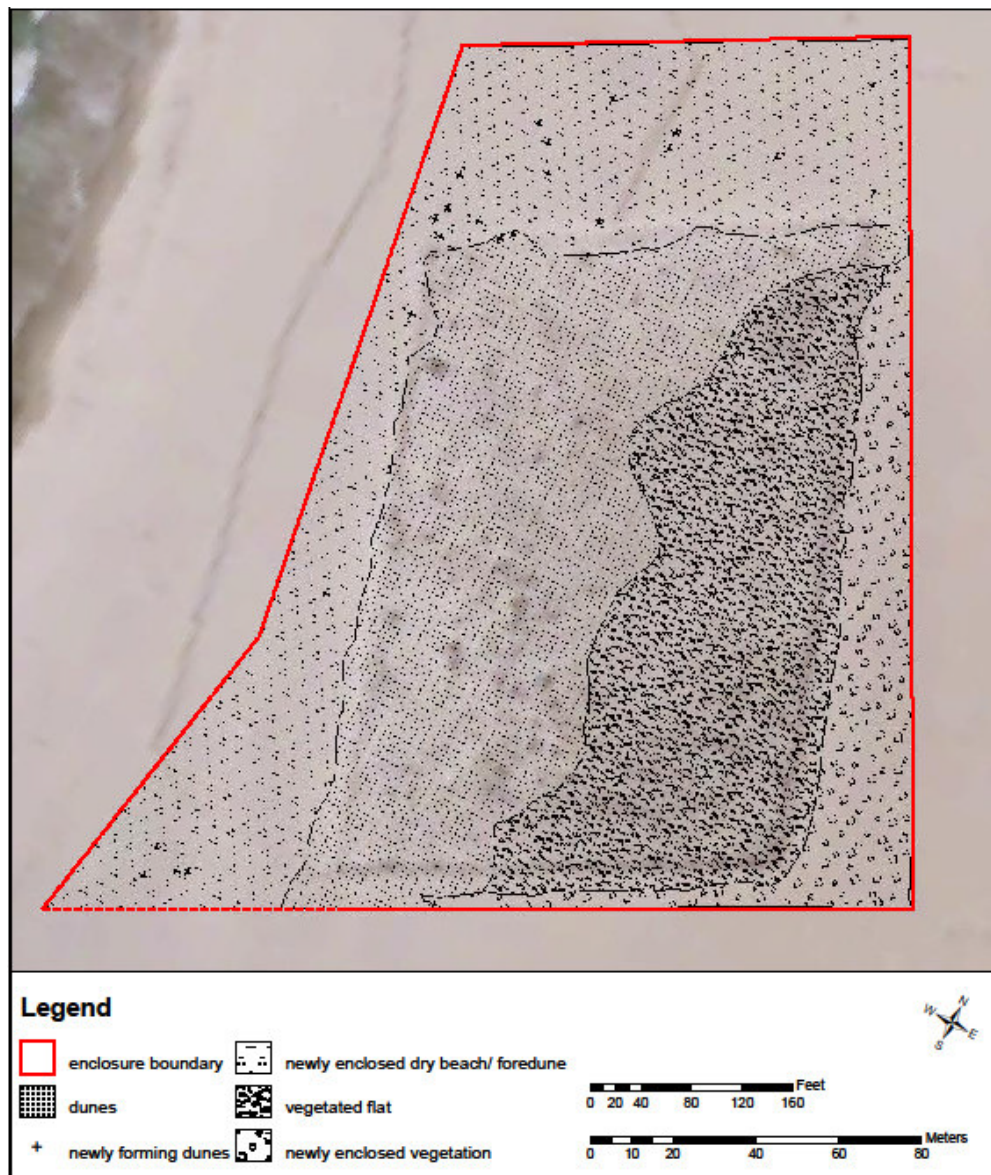 Legend
enclosure boundary
newly enclosed dry beach/ foredune
dunes
vegetated flat
newly forming dunes
newly enclosed vegetation
N
W
E
S
Feet
0 20 40 80 120 160
Meters
0 10 20 40 60 80